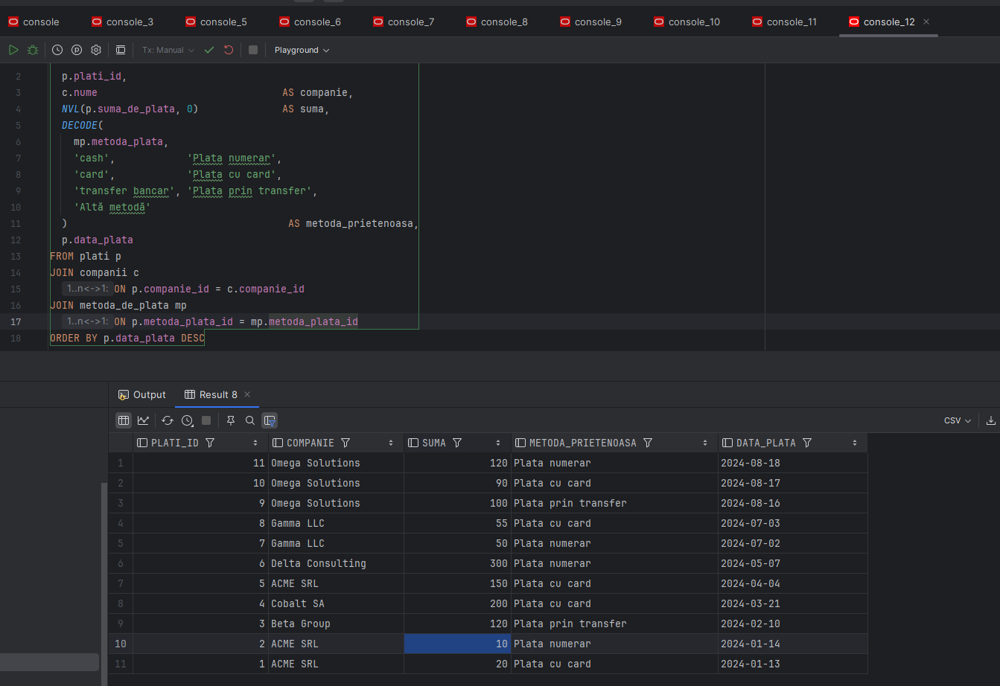 console console_3 console_5 console_6 console_7 console_8 console_9 console_10 console_11 console_12
Tx: Manual Playground
2 p.plati_id,
3 c.nume AS companie,
4 NVL(p.suma_de_plata, 0) AS suma,
5 DECODE(
6 mp.metoda_plata,
7 'cash', 'Plata numerar',
8 'card', 'Plata cu card',
9 'transfer bancar', 'Plata prin transfer',
10 'Altă metodă'
11 ) AS metoda_prietenoasa,
12 p.data_plata
13 FROM plati p
14 JOIN companii c
15 1..n<->1: ON p.companie_id = c.companie_id
16 JOIN metoda_de_plata mp
17 1..n<->1: ON p.metoda_plata_id = mp.metoda_plata_id
18 ORDER BY p.data_plata DESC
Output Result 8
CSV
PLATI_ID COMPANIE SUMA METODA_PRIETENOASA DATA_PLATA
1 11 Omega Solutions 120 Plata numerar 2024-08-18
2 10 Omega Solutions 90 Plata cu card 2024-08-17
3 9 Omega Solutions 100 Plata prin transfer 2024-08-16
4 8 Gamma LLC 55 Plata cu card 2024-07-03
5 7 Gamma LLC 50 Plata numerar 2024-07-02
6 6 Delta Consulting 300 Plata numerar 2024-05-07
7 5 ACME SRL 150 Plata cu card 2024-04-04
8 4 Cobalt SA 200 Plata cu card 2024-03-21
9 3 Beta Group 120 Plata prin transfer 2024-02-10
10 2 ACME SRL 10 Plata numerar 2024-01-14
11 1 ACME SRL 20 Plata cu card 2024-01-13